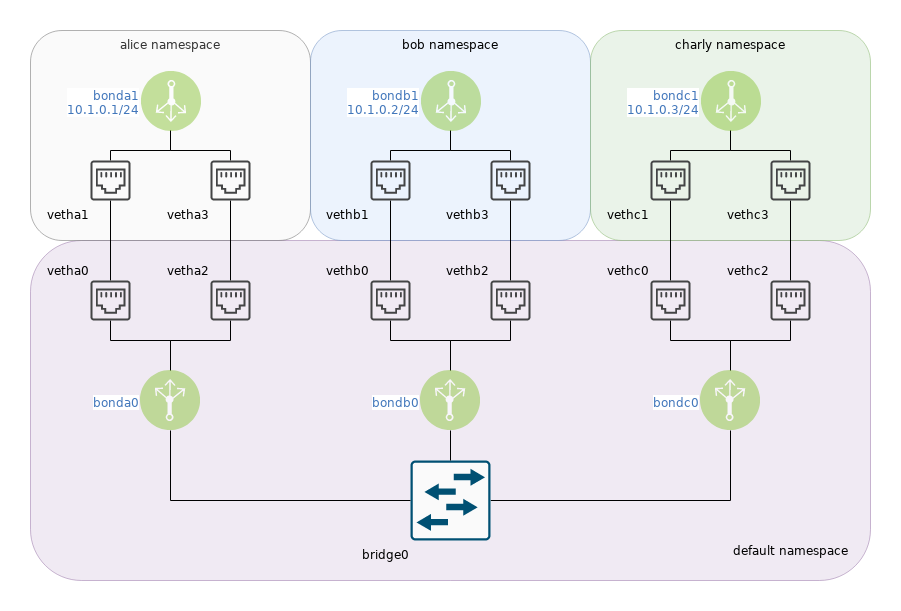 alice namespace
bob namespace
charly namespace
bonda1
10.1.0.1/24
bondb1
10.1.0.2/24
bondc1
10.1.0.3/24
vetha1
vetha3
vethb1
vethb3
vethc1
vethc3
vetha0
vetha2
vethb0
vethb2
vethc0
vethc2
bonda0
bondb0
bondc0
bridge0
default namespace